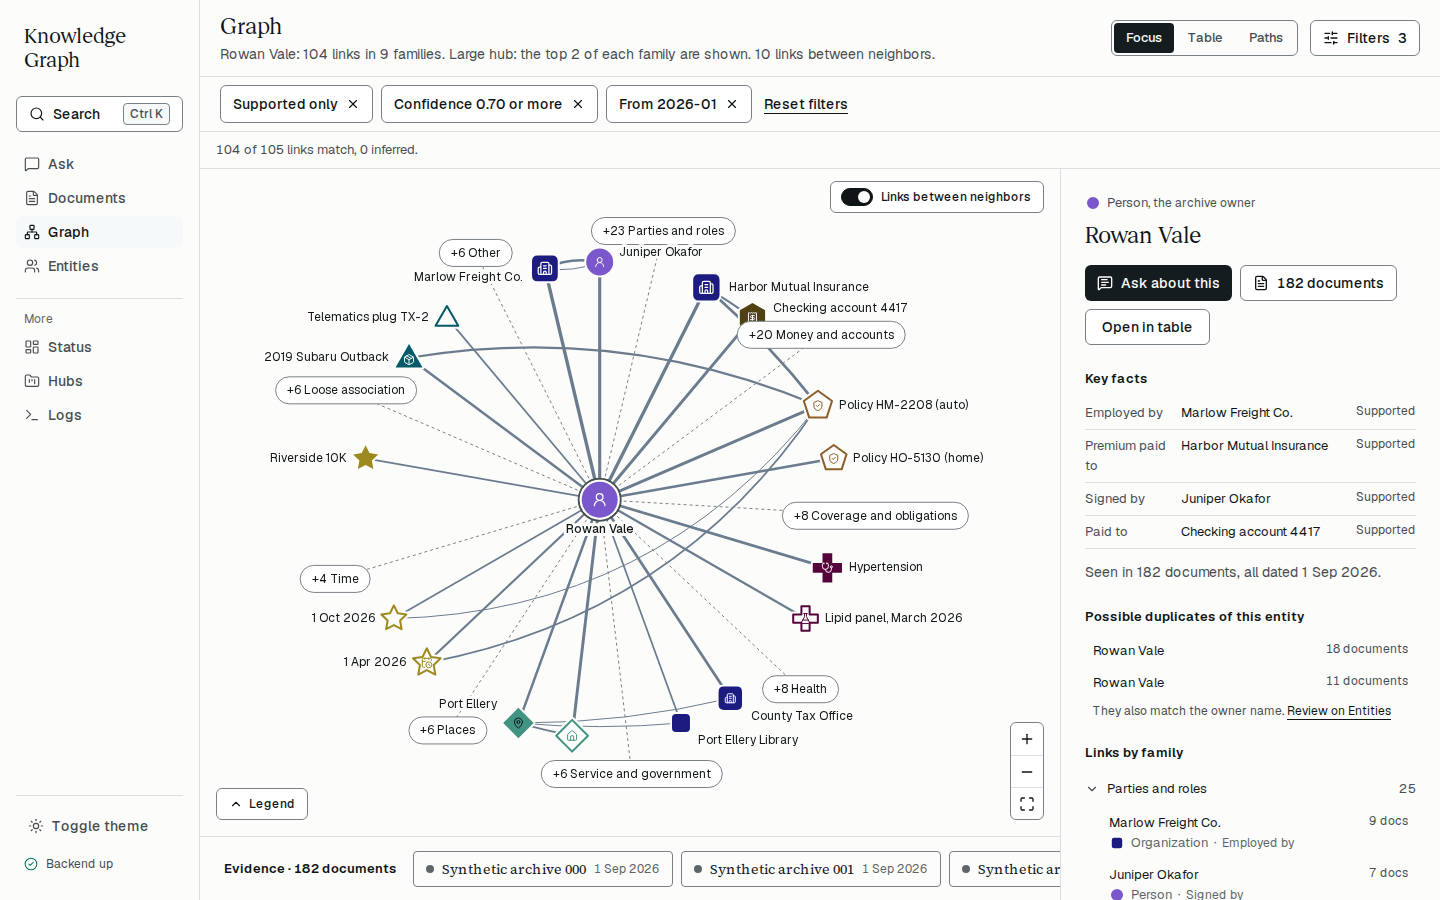 Knowledge
Graph
Search Ctrl K
Ask
Documents
Graph
Entities
More
Status
Hubs
Logs
Toggle theme
Backend up
Graph
Rowan Vale: 104 links in 9 families. Large hub: the top 2 of each family are shown. 10 links between neighbors.
Focus Table Paths
Filters 3
Supported only
Confidence 0.70 or more
From 2026-01
Reset filters
104 of 105 links match, 0 inferred.
Links between neighbors
+23 Parties and roles
+6 Other
Juniper Okafor
Marlow Freight Co.
Harbor Mutual Insurance
Checking account 4417
Telematics plug TX-2
+20 Money and accounts
2019 Subaru Outback
+6 Loose association
Policy HM-2208 (auto)
Riverside 10K
Policy HO-5130 (home)
+8 Coverage and obligations
Rowan Vale
Hypertension
+4 Time
1 Oct 2026
Lipid panel, March 2026
1 Apr 2026
+8 Health
Port Ellery
County Tax Office
+6 Places
Port Ellery Library
+6 Service and government
Legend
Evidence · 182 documents
Synthetic archive 000 1 Sep 2026
Synthetic archive 001 1 Sep 2026
Synthetic ar
Person, the archive owner
Rowan Vale
Ask about this
182 documents
Open in table
Key facts
Employed by Marlow Freight Co. Supported
Premium paid to Harbor Mutual Insurance Supported
Signed by Juniper Okafor Supported
Paid to Checking account 4417 Supported
Seen in 182 documents, all dated 1 Sep 2026.
Possible duplicates of this entity
Rowan Vale 18 documents
Rowan Vale 11 documents
They also match the owner name. Review on Entities
Links by family
Parties and roles 25
Marlow Freight Co. 9 docs
Organization · Employed by
Juniper Okafor 7 docs
Person · Signed by